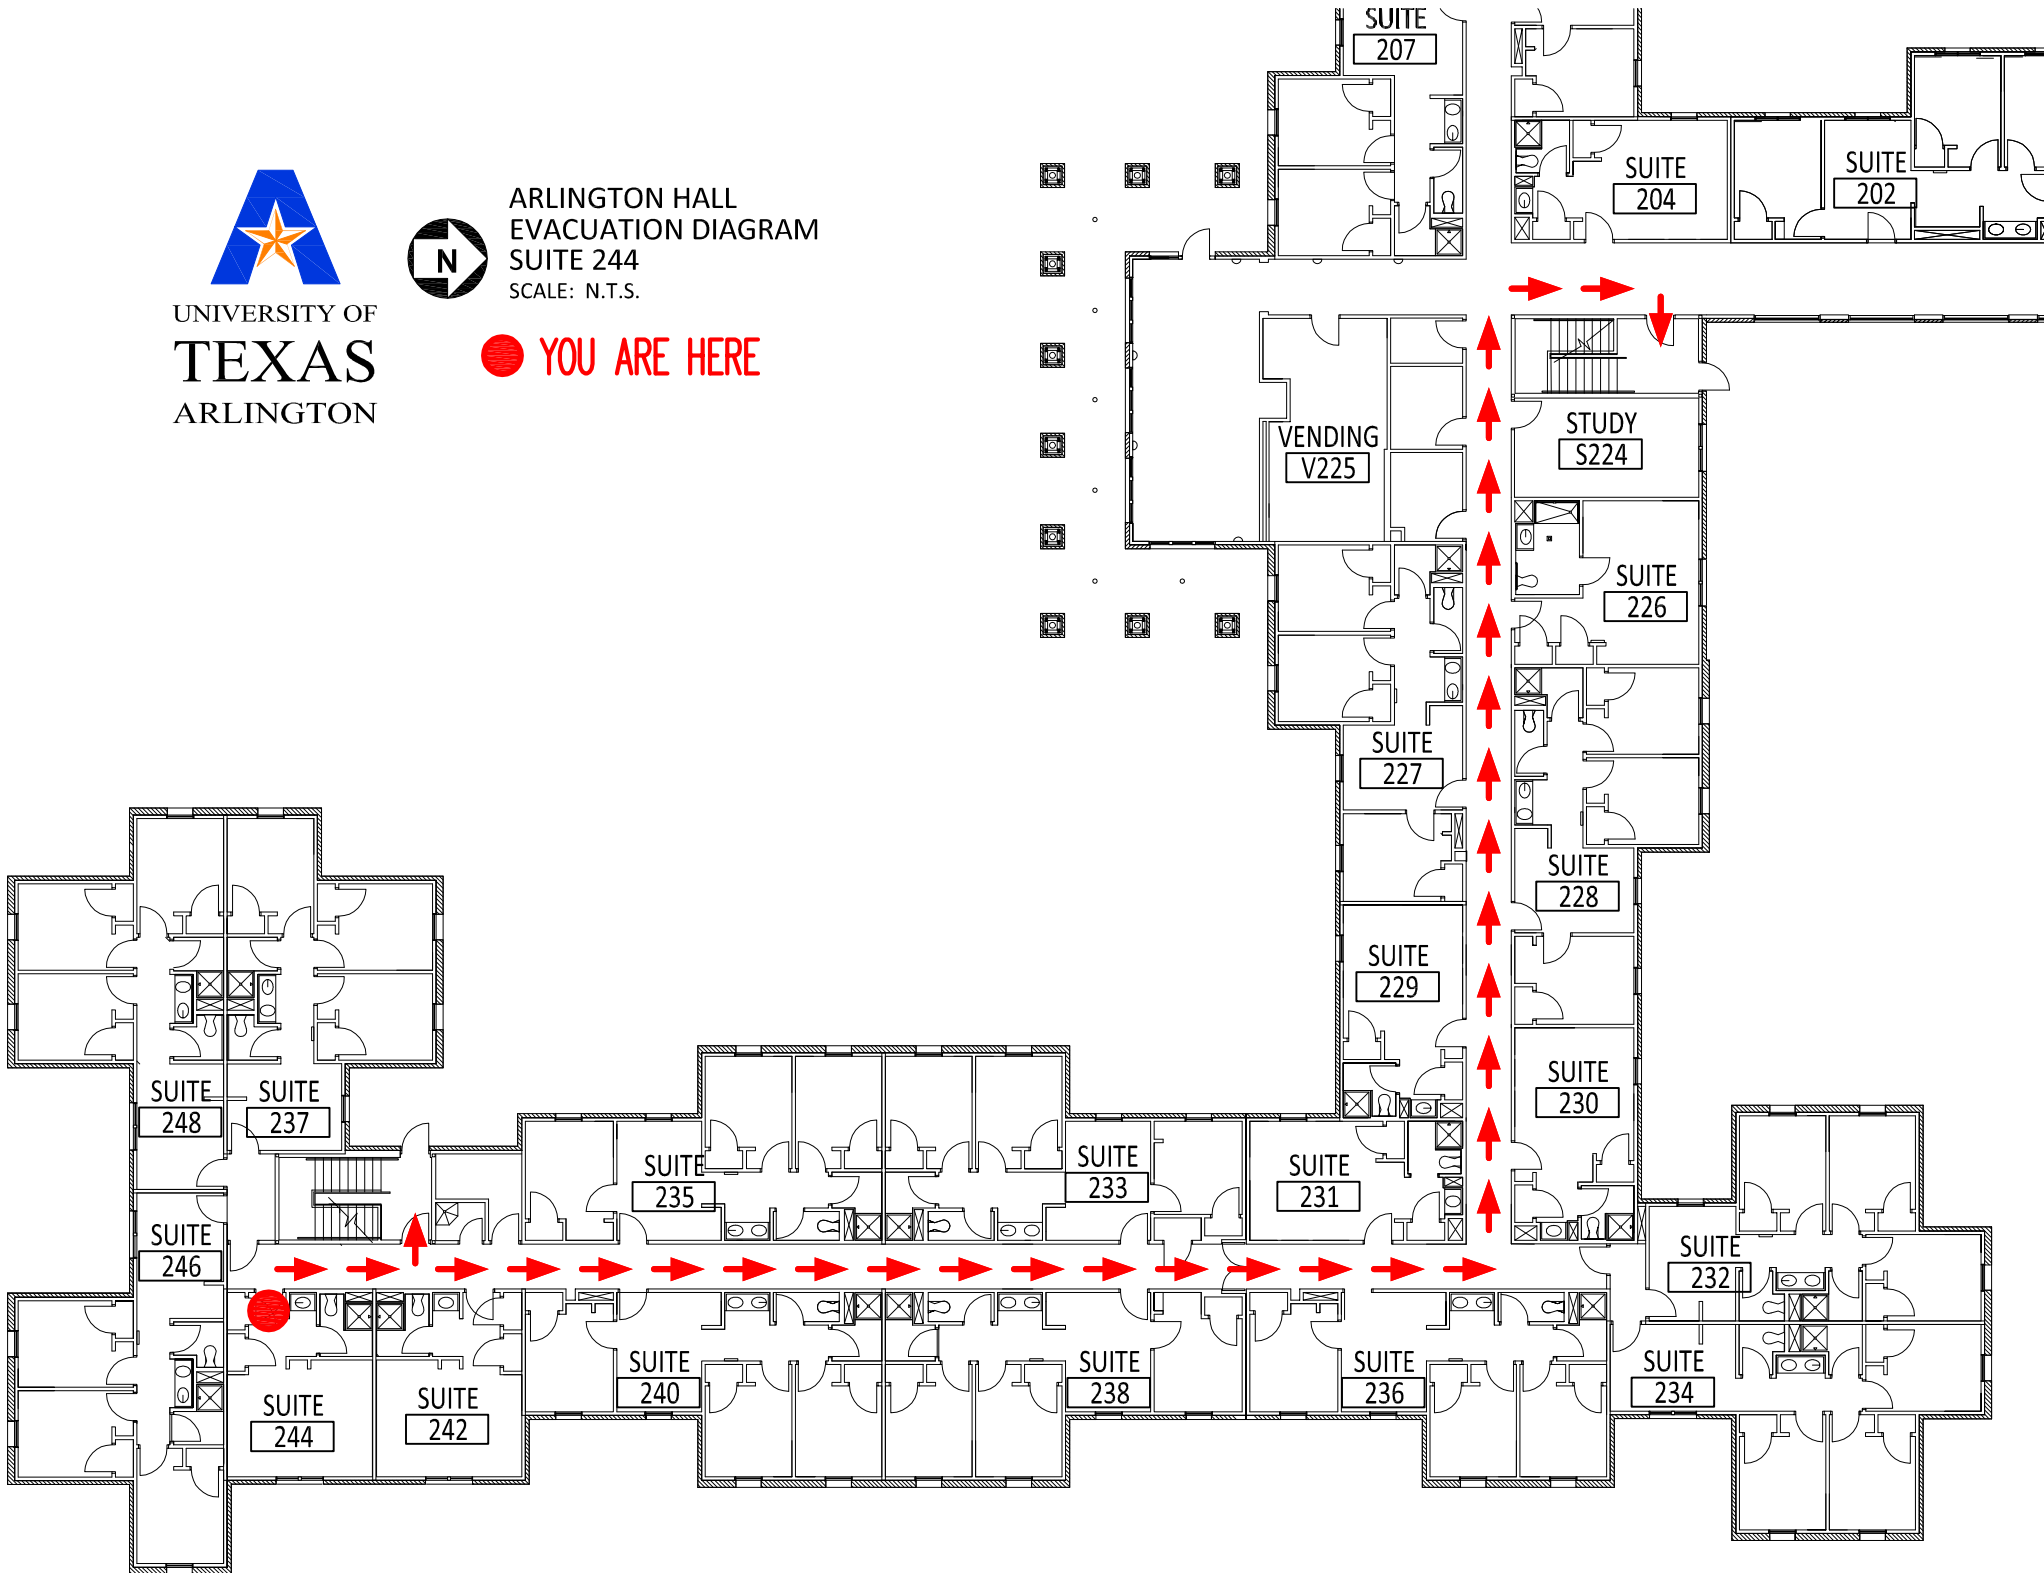 SUITE
207
SUITE
204
SUITE
202
UNIVERSITY OF
TEXAS
ARLINGTON
N
ARLINGTON HALL
EVACUATION DIAGRAM
SUITE 244
SCALE: N.T.S.
YOU ARE HERE
VENDING
V225
STUDY
S224
SUITE
226
SUITE
227
SUITE
228
SUITE
229
SUITE
230
SUITE
248
SUITE
237
SUITE
235
SUITE
233
SUITE
231
SUITE
246
SUITE
232
SUITE
244
SUITE
242
SUITE
240
SUITE
238
SUITE
236
SUITE
234